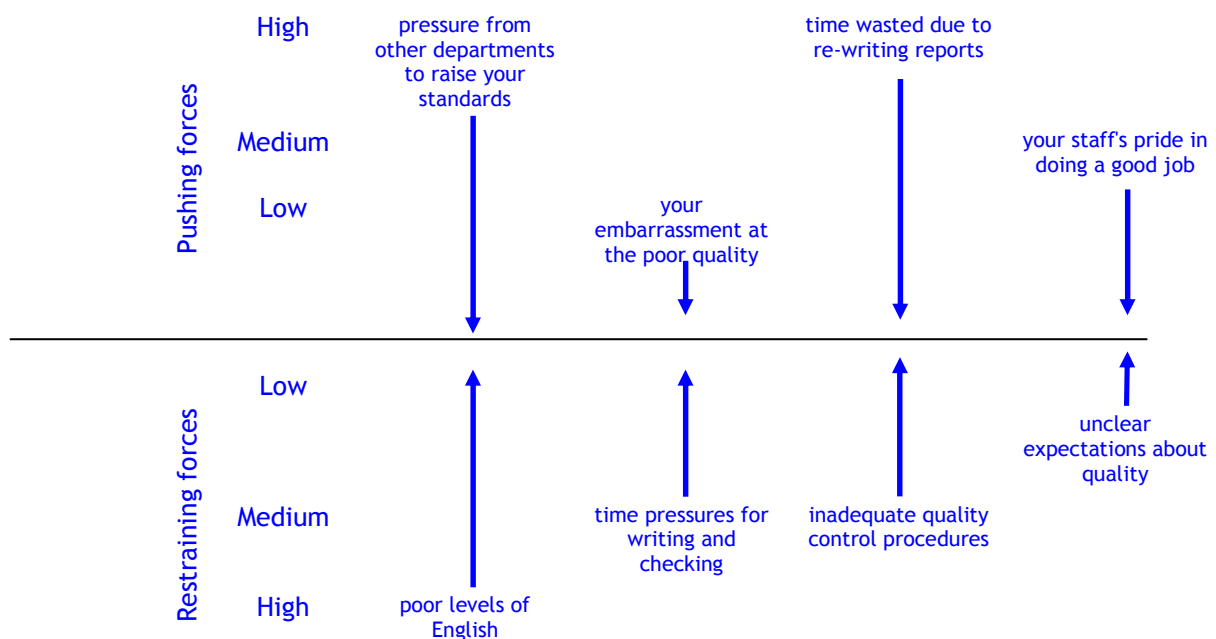 High
pressure from
other departments
to raise your
standards
time wasted due to
re-writing reports
Pushing forces
Medium
your staff's pride in
doing a good job
Low
your
embarrassment at
the poor quality
Low
Restraining forces
unclear
expectations about
quality
Medium
time pressures for
writing and
checking
inadequate quality
control procedures
High
poor levels of
English